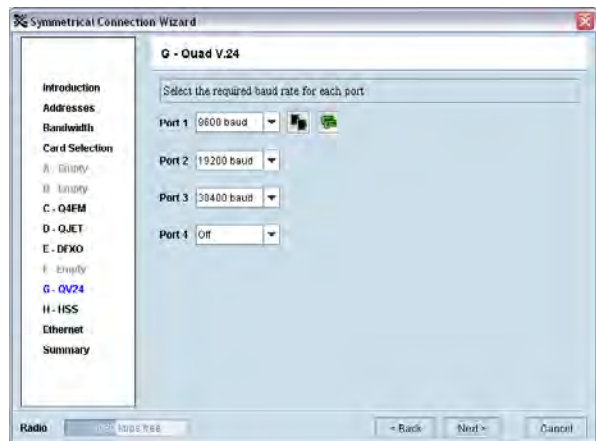 Symmetrical Connection Wizard
G - Quad V.24
Introduction
Addresses
Bandwidth
Card Selection
A - Empty
B - Empty
C - Q4EM
D - QJET
E - DFXO
F - Empty
G - QV24
H - HSS
Ethernet
Summary
Select the required baud rate for each port
Port 1 9600 baud
Port 2 19200 baud
Port 3 38400 baud
Port 4 Off
Radio kbps free
< Back Next > Cancel